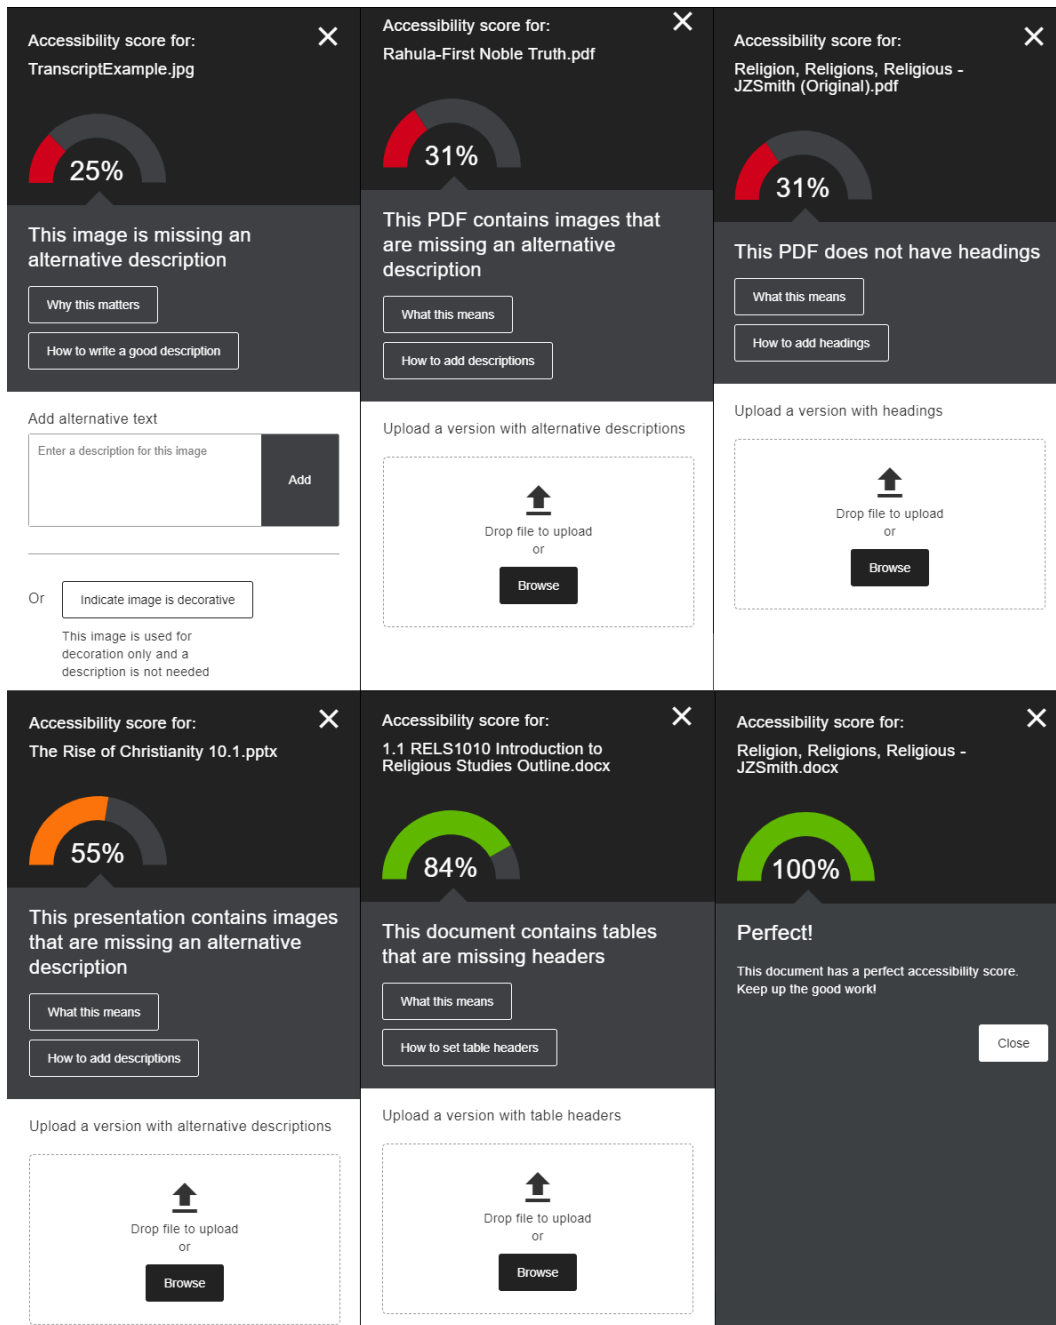 Accessibility score for:
TranscriptExample.jpg
25%
This image is missing an
alternative description
Why this matters
How to write a good description
Add alternative text
Enter a description for this image
Add
Or
Indicate image is decorative
This image is used for
decoration only and a
description is not needed
Accessibility score for:
Rahula-First Noble Truth.pdf
31%
This PDF contains images that
are missing an alternative
description
What this means
How to add descriptions
Upload a version with alternative descriptions
Drop file to upload
or
Browse
Accessibility score for:
Religion, Religions, Religious -
JZSmith (Original).pdf
31%
This PDF does not have headings
What this means
How to add headings
Upload a version with headings
Drop file to upload
or
Browse
Accessibility score for:
The Rise of Christianity 10.1.pptx
55%
This presentation contains images
that are missing an alternative
description
What this means
How to add descriptions
Upload a version with alternative descriptions
Drop file to upload
or
Browse
Accessibility score for:
1.1 RELS1010 Introduction to
Religious Studies Outline.docx
84%
This document contains tables
that are missing headers
What this means
How to set table headers
Upload a version with table headers
Drop file to upload
or
Browse
Accessibility score for:
Religion, Religions, Religious -
JZSmith.docx
100%
Perfect!
This document has a perfect accessibility score.
Keep up the good work!
Close